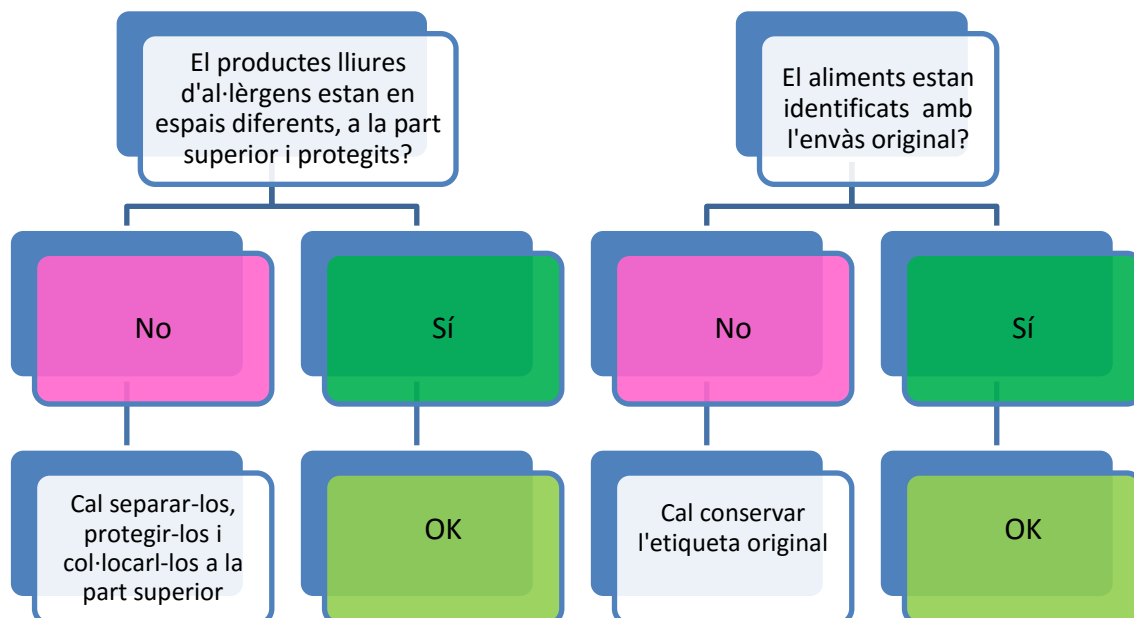 El productes lliures
d'al·lèrgens estan en
espais diferents, a la part
superior i protegits?
No
Sí
Cal separar-los,
protegir-los i
col·locarl-los a la
part superior
OK
El aliments estan
identificats amb
l'envàs original?
No
Sí
Cal conservar
l'etiqueta original
OK